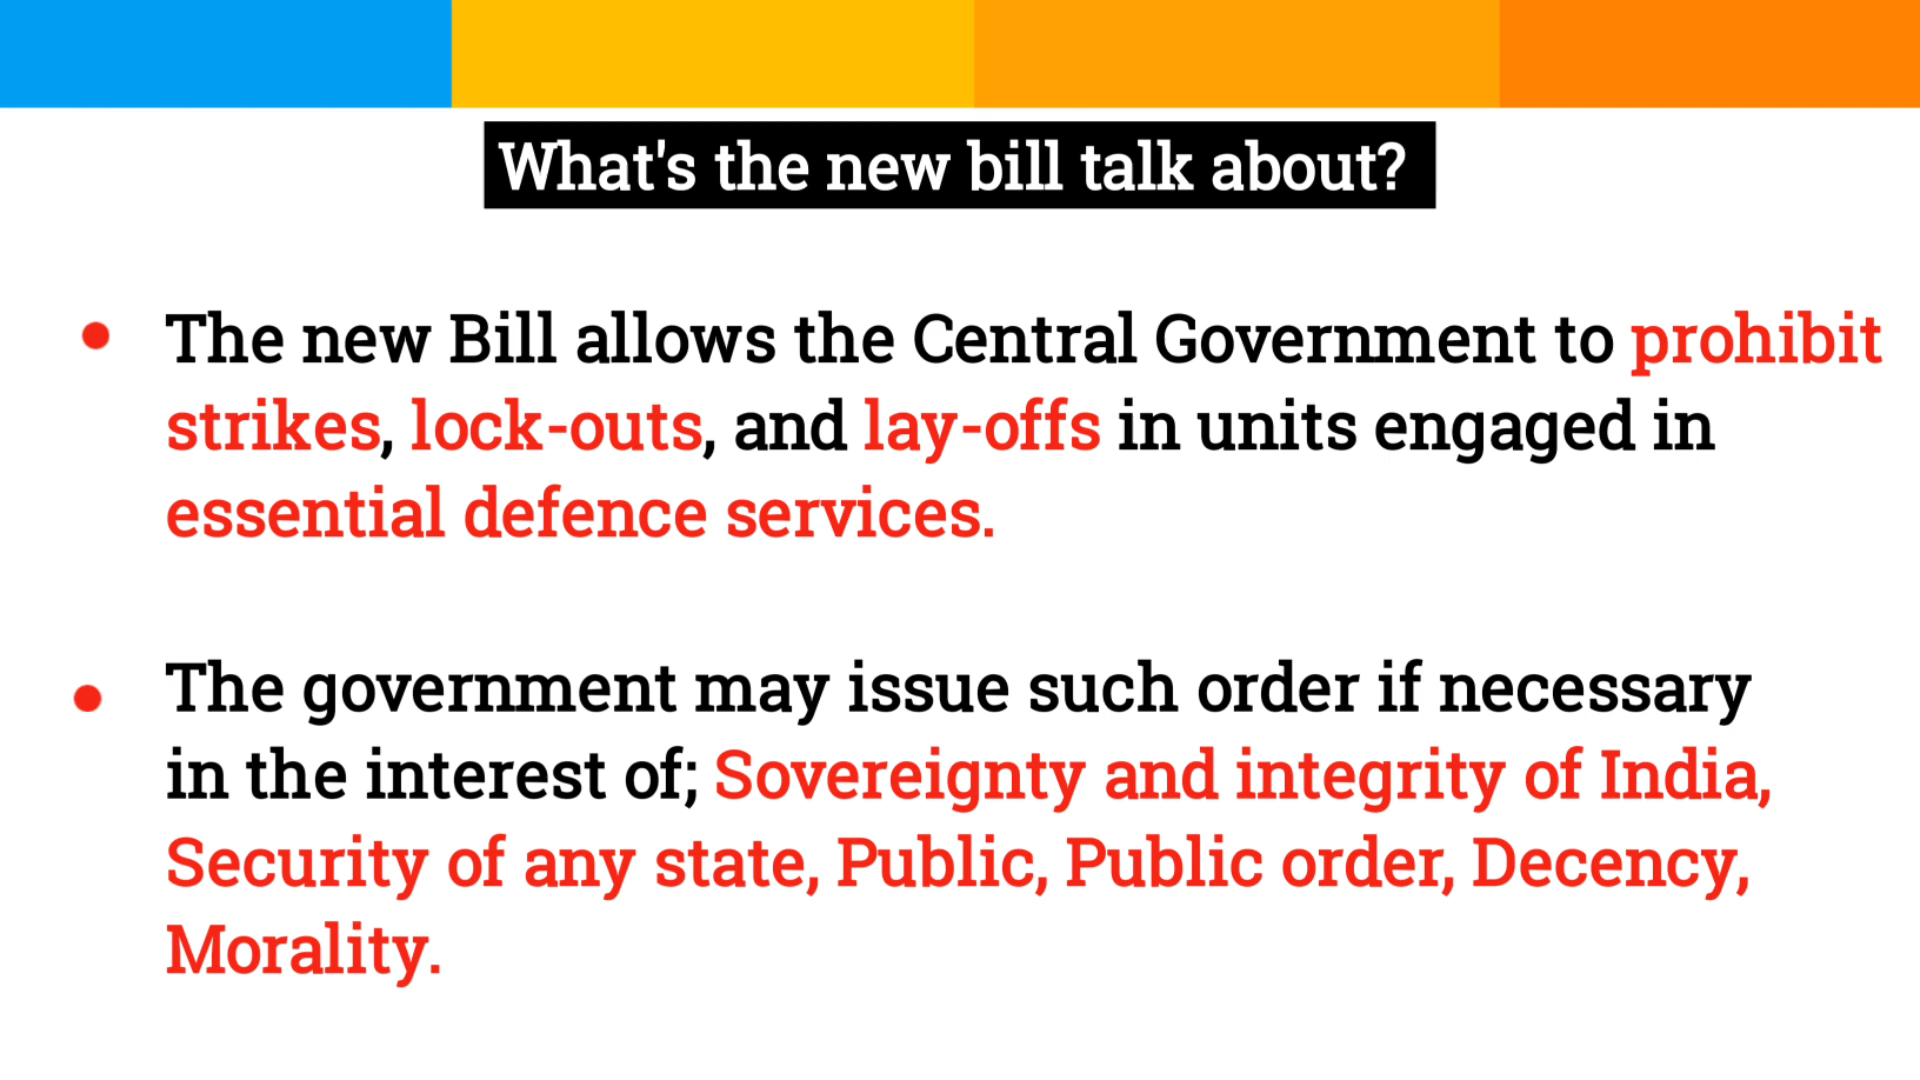 What's the new bill talk about?
The new Bill allows the Central Government to prohibit
strikes, lock-outs, and lay-offs in units engaged in
essential defence services.
The government may issue such order if necessary
in the interest of; Sovereignty and integrity of India,
Security of any state, Public, Public order, Decency,
Morality.